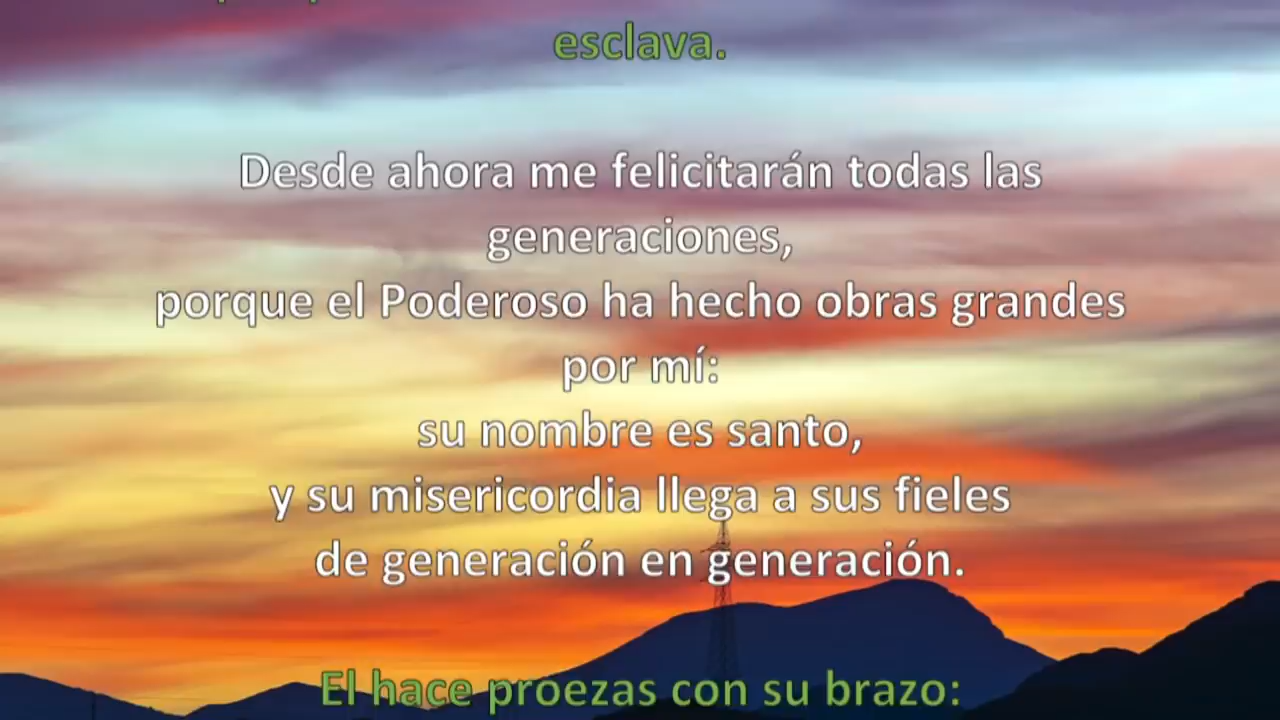 esclava.
Desde ahora me felicitarán todas las
generaciones,
porque el Poderoso ha hecho obras grandes
por mí:
su nombre es santo,
y su misericordia llega a sus fieles
de generación en generación.
El hace proezas con su brazo: